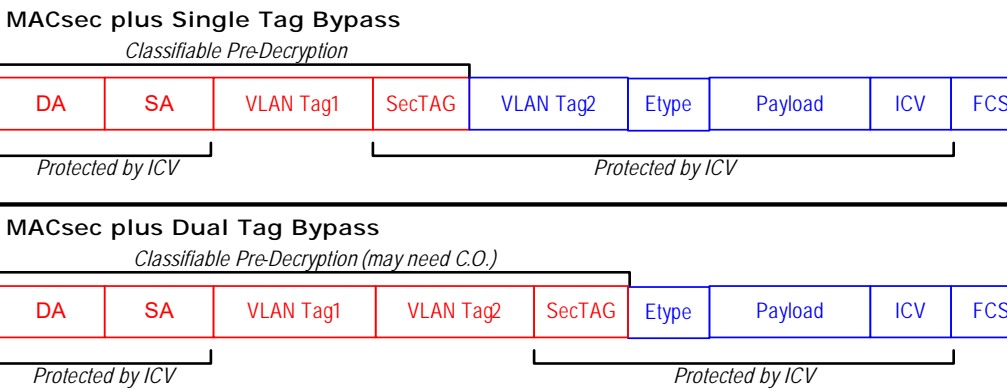 MACsec plus Single Tag Bypass
Classifiable Pre-Decryption
DA SA VLAN Tag1 SecTAG VLAN Tag2 Etype Payload ICV FCS
Protected by ICV Protected by ICV
MACsec plus Dual Tag Bypass
Classifiable Pre-Decryption (may need C.O.)
DA SA VLAN Tag1 VLAN Tag2 SecTAG Etype Payload ICV FCS
Protected by ICV Protected by ICV